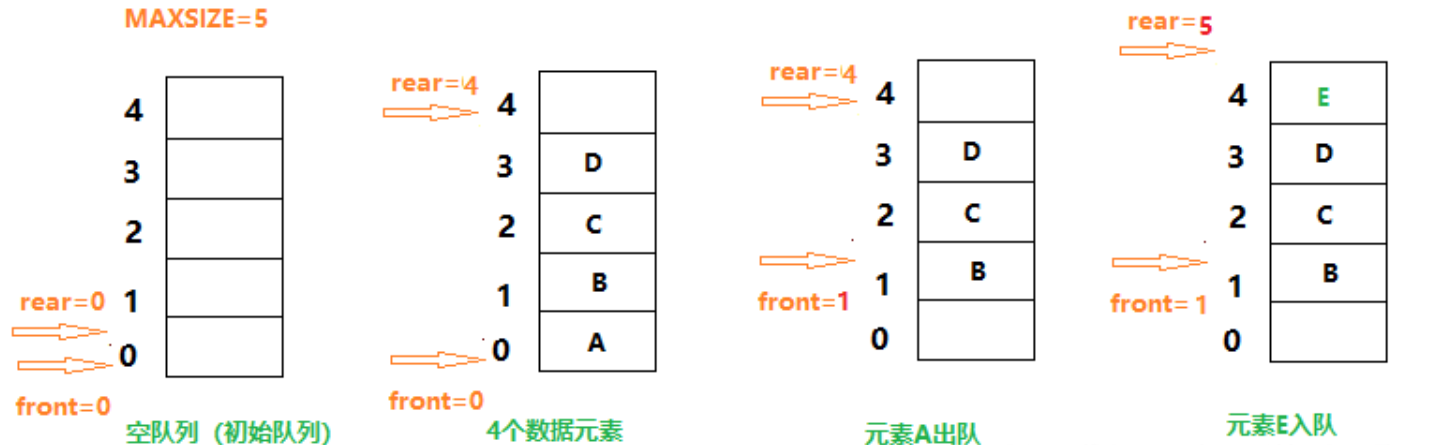 MAXSIZE=5
4
3
2
rear=0
1
0
front=0
空队列（初始队列）
rear=4
4
3
D
2
C
1
B
0
A
front=0
4个数据元素
rear=4
4
3
D
2
C
1
B
front=1
0
元素A出队
rear=5
4
E
3
D
2
C
1
B
front= 1
0
元素E入队